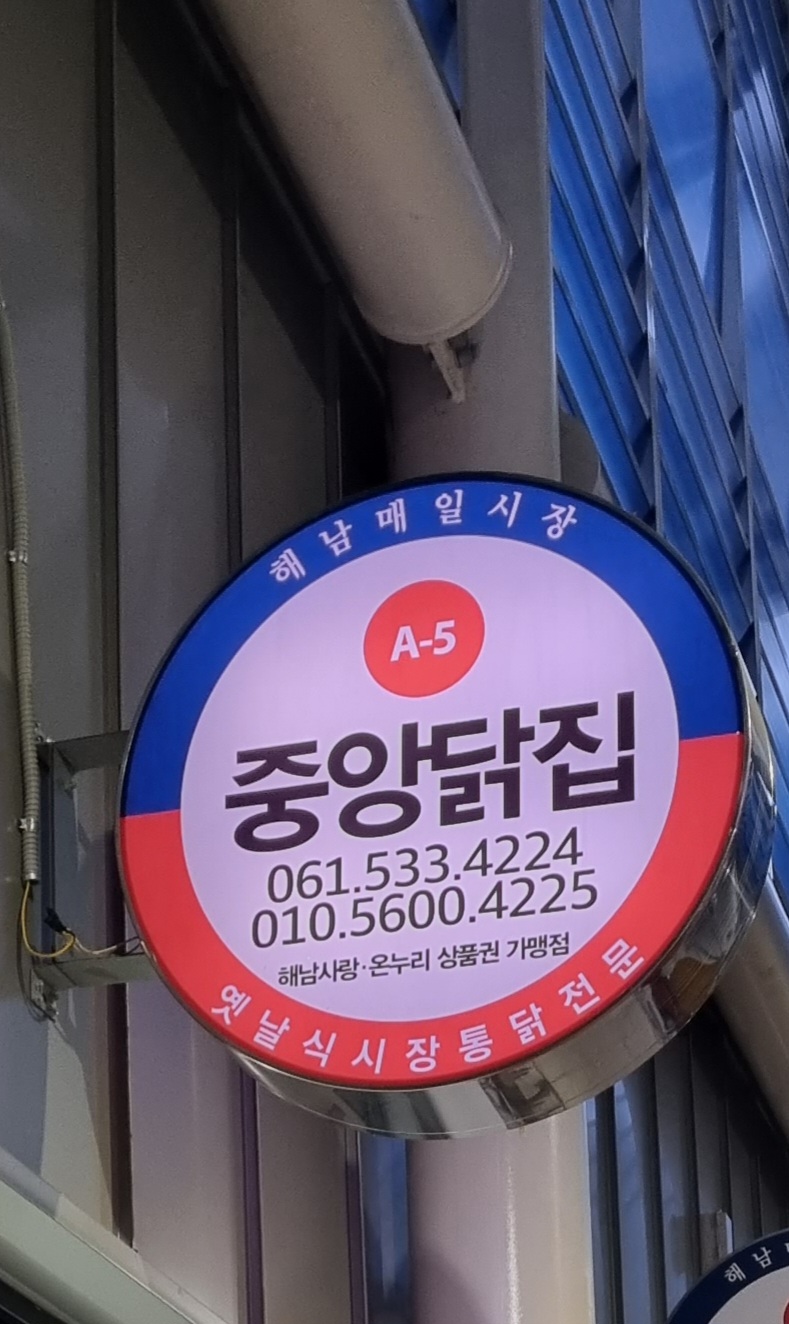 해남매일시장
A-5
중앙닭집
061.533.4224
010.5600.4225
해남사랑·온누리 상품권 가맹점
옛날식시장통닭전문
해남